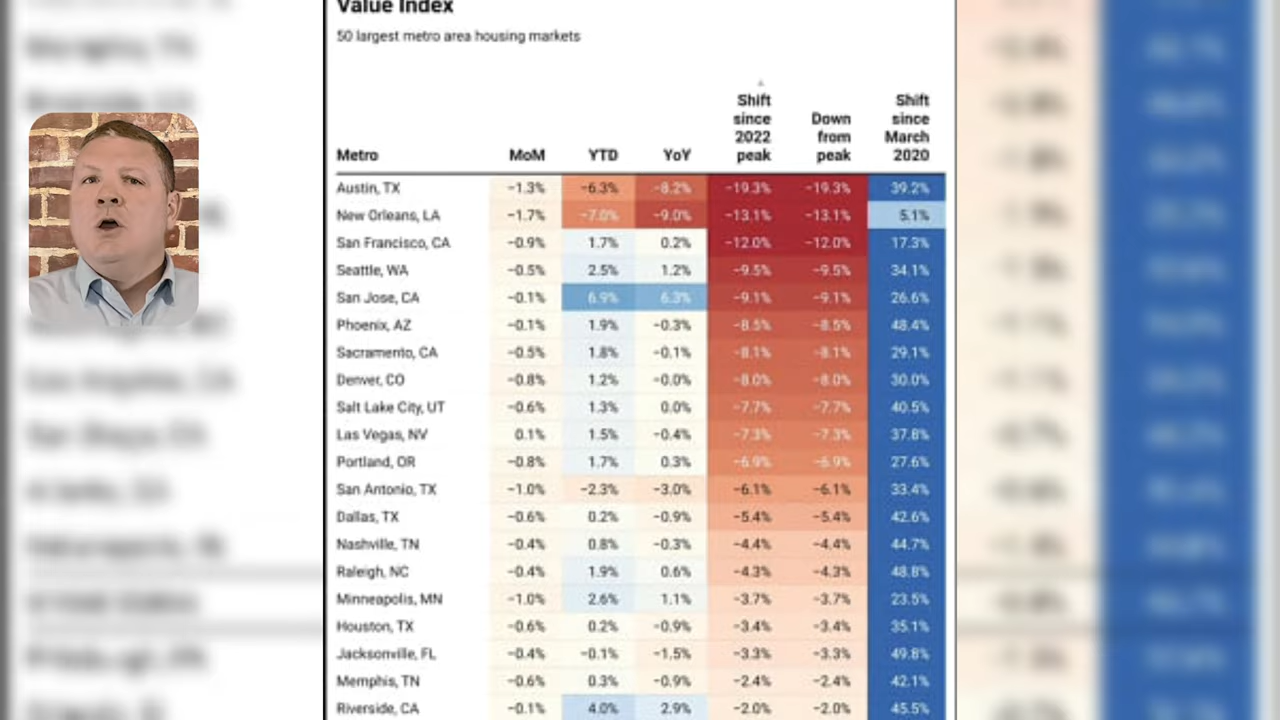 Value Index
50 largest metro area housing markets
Metro MoM YTD YoY Shift since 2022 peak Down from peak Shift since March 2020
Austin, TX −1.3% −6.3% −8.2% −19.3% −19.3% 39.2%
New Orleans, LA −1.7% −7.0% −9.0% −13.1% −13.1% 5.1%
San Francisco, CA −0.9% 1.7% 0.2% −12.0% −12.0% 17.3%
Seattle, WA −0.5% 2.5% 1.2% −9.5% −9.5% 34.1%
San Jose, CA −0.1% 6.9% 6.3% −9.1% −9.1% 26.6%
Phoenix, AZ −0.1% 1.9% −0.3% −8.5% −8.5% 48.4%
Sacramento, CA −0.5% 1.8% −0.1% −8.1% −8.1% 29.1%
Denver, CO −0.8% 1.2% −0.0% −8.0% −8.0% 30.0%
Salt Lake City, UT −0.6% 1.3% 0.0% −7.7% −7.7% 40.5%
Las Vegas, NV 0.1% 1.5% −0.4% −7.3% −7.3% 37.8%
Portland, OR −0.8% 1.7% 0.3% −6.9% −6.9% 27.6%
San Antonio, TX −1.0% −2.3% −3.0% −6.1% −6.1% 33.4%
Dallas, TX −0.6% 0.2% −0.9% −5.4% −5.4% 42.6%
Nashville, TN −0.4% 0.8% −0.3% −4.4% −4.4% 44.7%
Raleigh, NC −0.4% 1.9% 0.6% −4.3% −4.3% 48.8%
Minneapolis, MN −1.0% 2.6% 1.1% −3.7% −3.7% 23.5%
Houston, TX −0.6% 0.2% −0.9% −3.4% −3.4% 35.1%
Jacksonville, FL −0.4% −0.1% −1.5% −3.3% −3.3% 49.8%
Memphis, TN −0.6% 0.3% −0.9% −2.4% −2.4% 42.1%
Riverside, CA −0.1% 4.0% 2.9% −2.0% −2.0% 45.5%